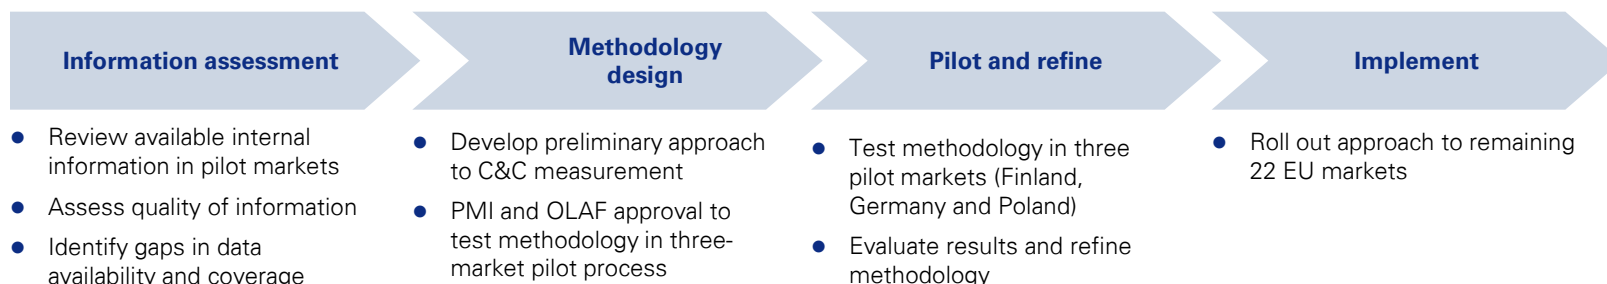 Information assessment
Methodology
design
Pilot and refine
Implement
● Review available internal
information in pilot markets
● Assess quality of information
● Identify gaps in data
availability and coverage
● Develop preliminary approach
to C&C measurement
● PMI and OLAF approval to
test methodology in three-
market pilot process
● Test methodology in three
pilot markets (Finland,
Germany and Poland)
● Evaluate results and refine
methodology
● Roll out approach to remaining
22 EU markets